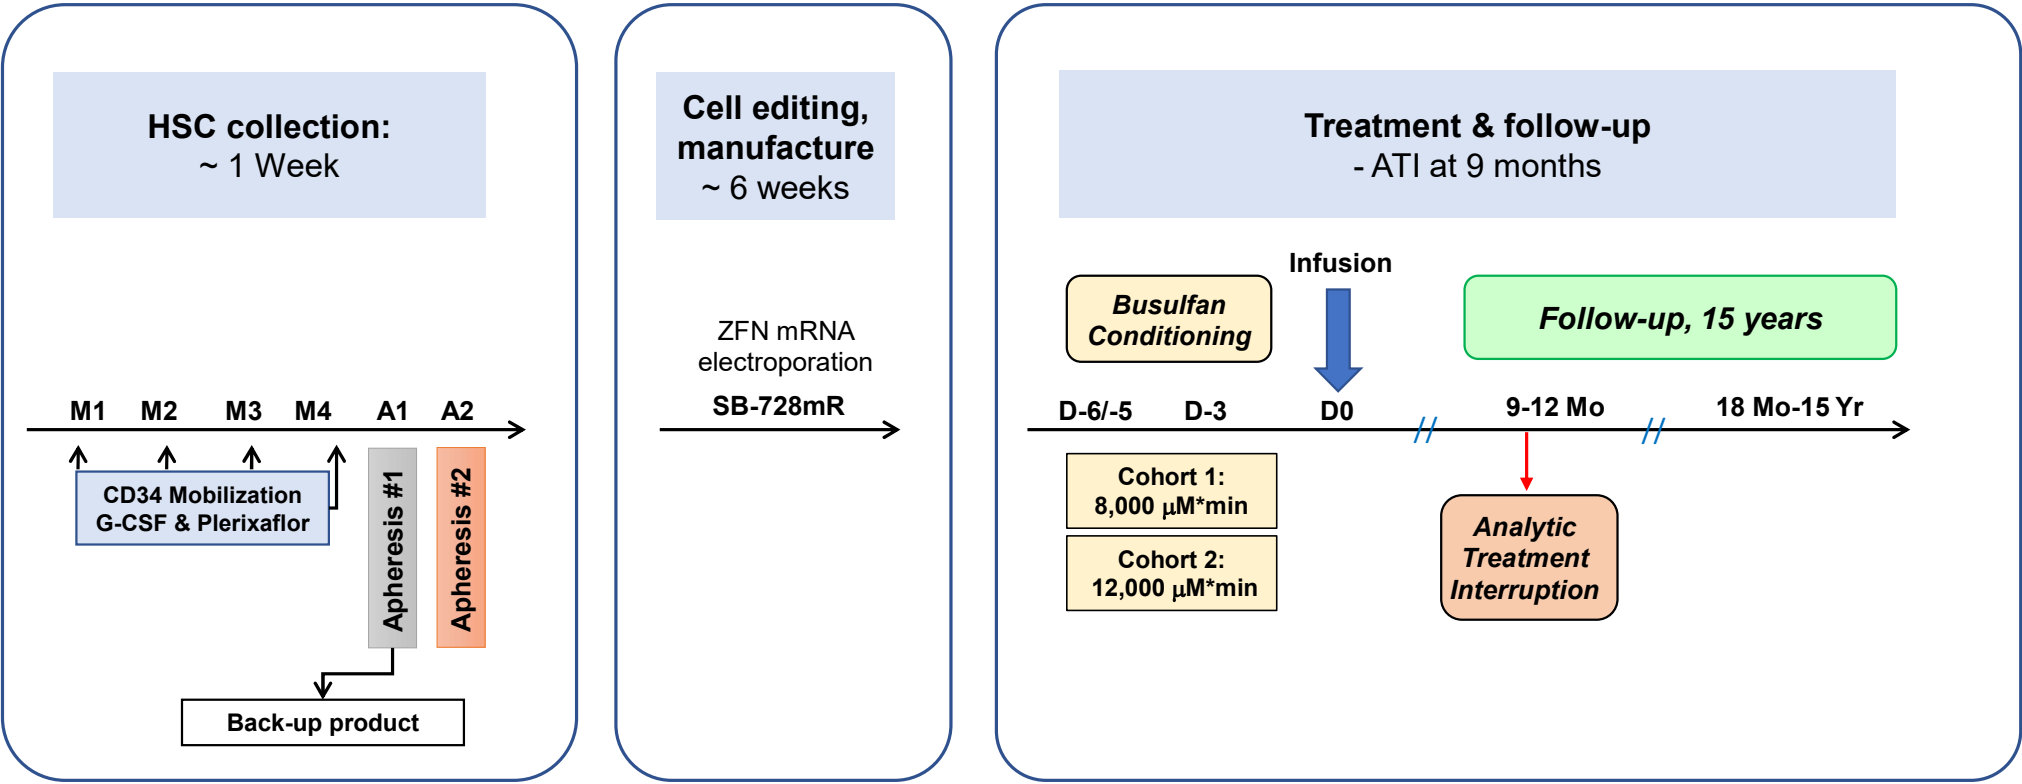 HSC collection:
~ 1 Week
M1 M2 M3 M4 A1 A2
CD34 Mobilization
G-CSF & Plerixaflor
Apheresis #1
Apheresis #2
Back-up product
Cell editing,
manufacture
~ 6 weeks
ZFN mRNA
electroporation
SB-728mR
Treatment & follow-up
- ATI at 9 months
Infusion
Busulfan
Conditioning
Follow-up, 15 years
D-6/-5 D-3 D0 9-12 Mo 18 Mo-15 Yr
Cohort 1:
8,000 μM*min
Cohort 2:
12,000 μM*min
Analytic
Treatment
Interruption